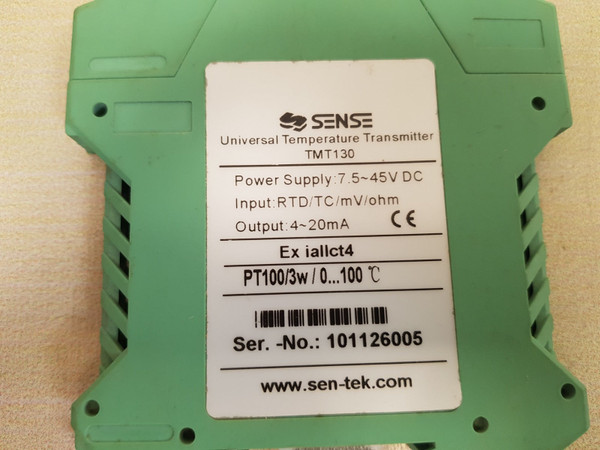 SENSE
Universal Temperature Transmitter
TMT130
Power Supply:7.5~45V DC
Input:RTD/TC/mV/ohm
Output:4~20mA CE
Ex iaIIct4
PT100/3w / 0...100 ℃
Ser. -No.: 101126005
www.sen-tek.com